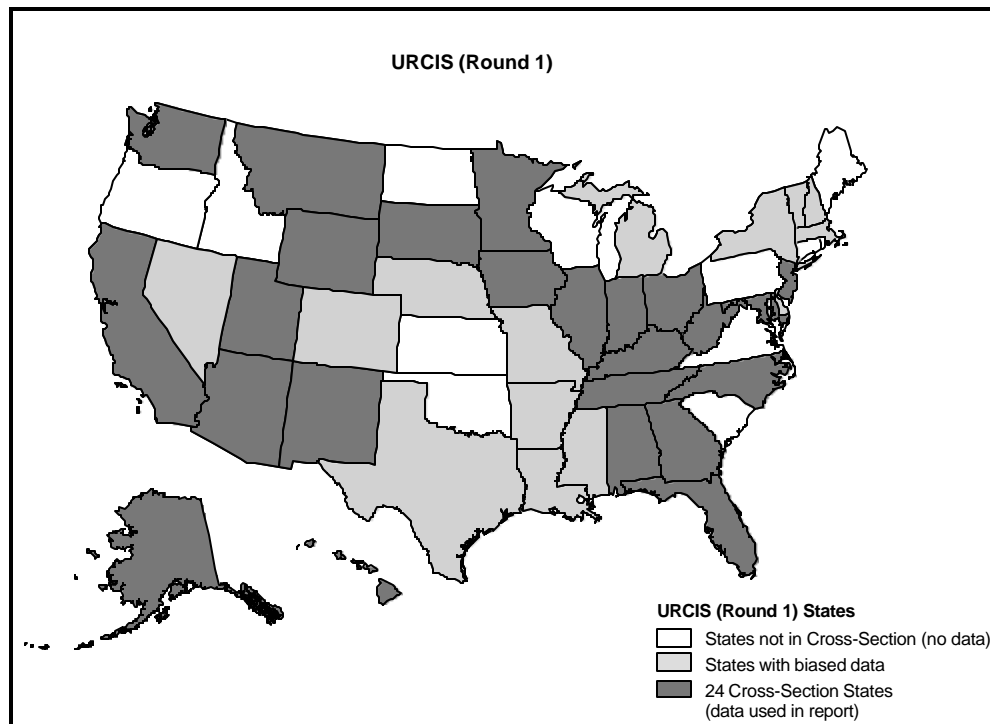 URCIS (Round 1)
URCIS (Round 1) States
States not in Cross-Section (no data)
States with biased data
24 Cross-Section States
(data used in report)